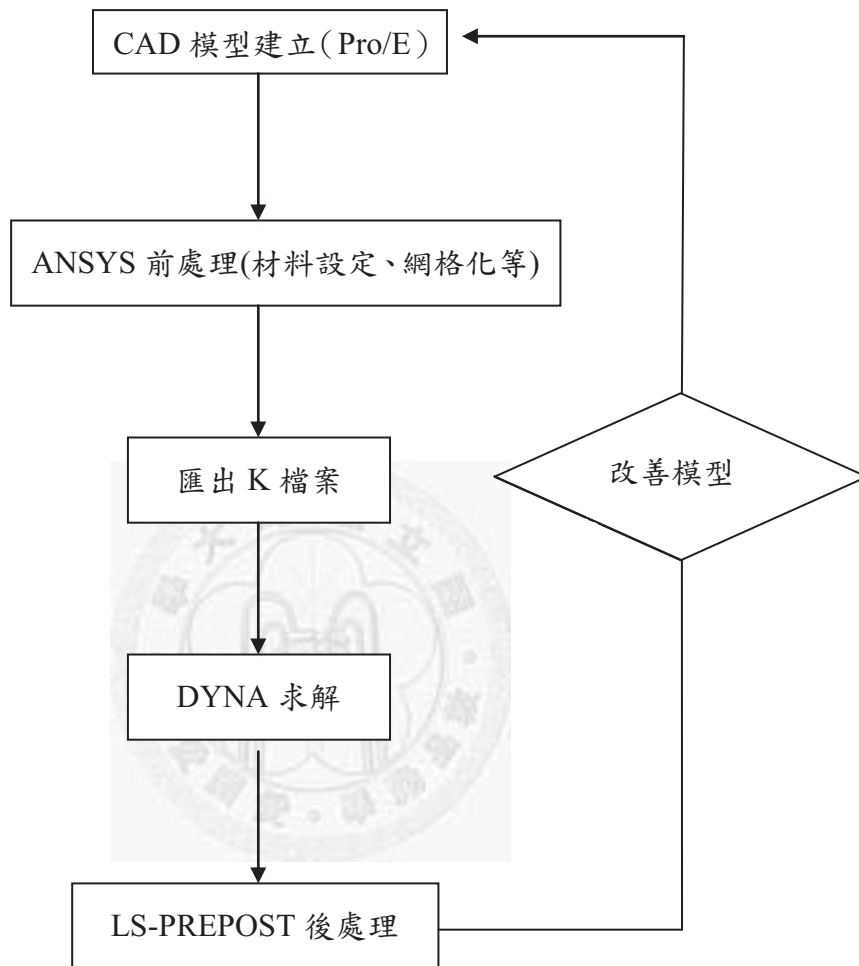 CAD 模型建立(Pro/E)
ANSYS 前處理(材料設定、網格化等)
匯出 K 檔案
改善模型
DYNA 求解
LS-PREPOST 後處理